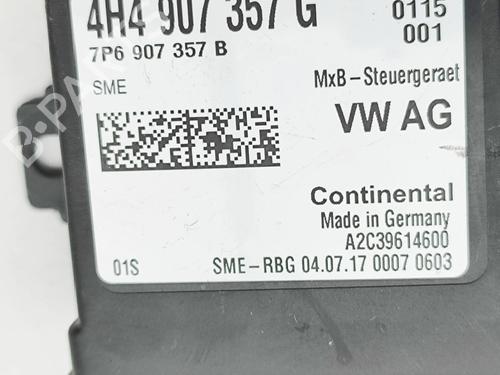 4H4 907 357 G
0115
7P6 907 357 B
001
SME
MxB-Steuergeraet
VW AG
Continental
Made in Germany
A2C39614600
01S
SME-RBG 04.07.17 0007 0603
B-PARTS